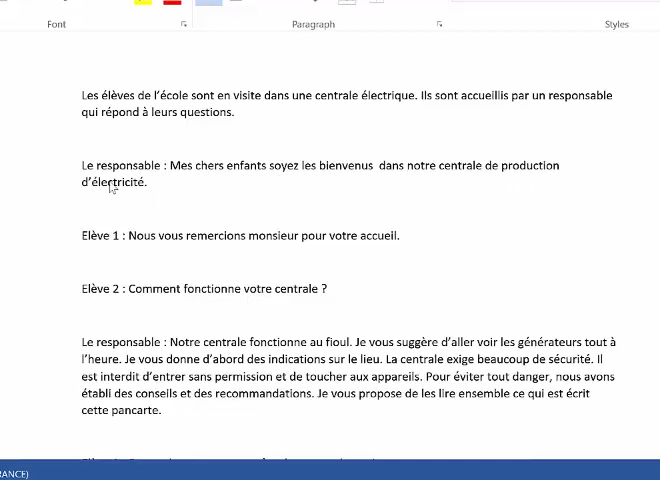 Font
Paragraph
Styles
Les élèves de l’école sont en visite dans une centrale électrique. Ils sont accueillis par un responsable
qui répond à leurs questions.
Le responsable : Mes chers enfants soyez les bienvenus  dans notre centrale de production
d’électricité.
Elève 1 : Nous vous remercions monsieur pour votre accueil.
Elève 2 : Comment fonctionne votre centrale ?
Le responsable : Notre centrale fonctionne au fioul. Je vous suggère d’aller voir les générateurs tout à
l’heure. Je vous donne d’abord des indications sur le lieu. La centrale exige beaucoup de sécurité. Il
est interdit d’entrer sans permission et de toucher aux appareils. Pour éviter tout danger, nous avons
établi des conseils et des recommandations. Je vous propose de les lire ensemble ce qui est écrit
cette pancarte.
RANCE)